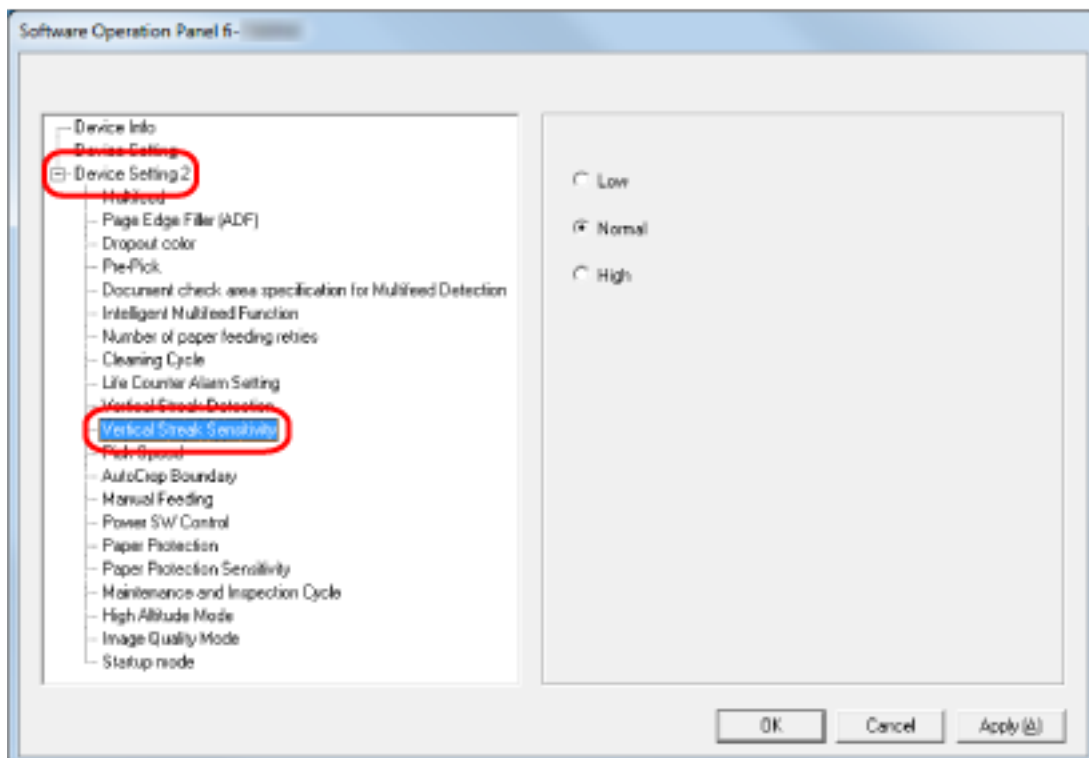 Software Operation Panel fi-
Device Info
Device Setting
Device Setting 2
Multifeed
Page Edge Filler (ADF)
Dropout color
Pre-Pick
Document check area specification for Multifeed Detection
Intelligent Multifeed Function
Number of paper feeding retries
Cleaning Cycle
Life Counter Alarm Setting
Vertical Streak Detection
Vertical Streak Sensitivity
Pick Speed
AutoCrop Boundary
Manual Feeding
Power SW Control
Paper Protection
Paper Protection Sensitivity
Maintenance and Inspection Cycle
High Altitude Mode
Image Quality Mode
Startup mode
Low
Normal
High
OK Cancel Apply (A)